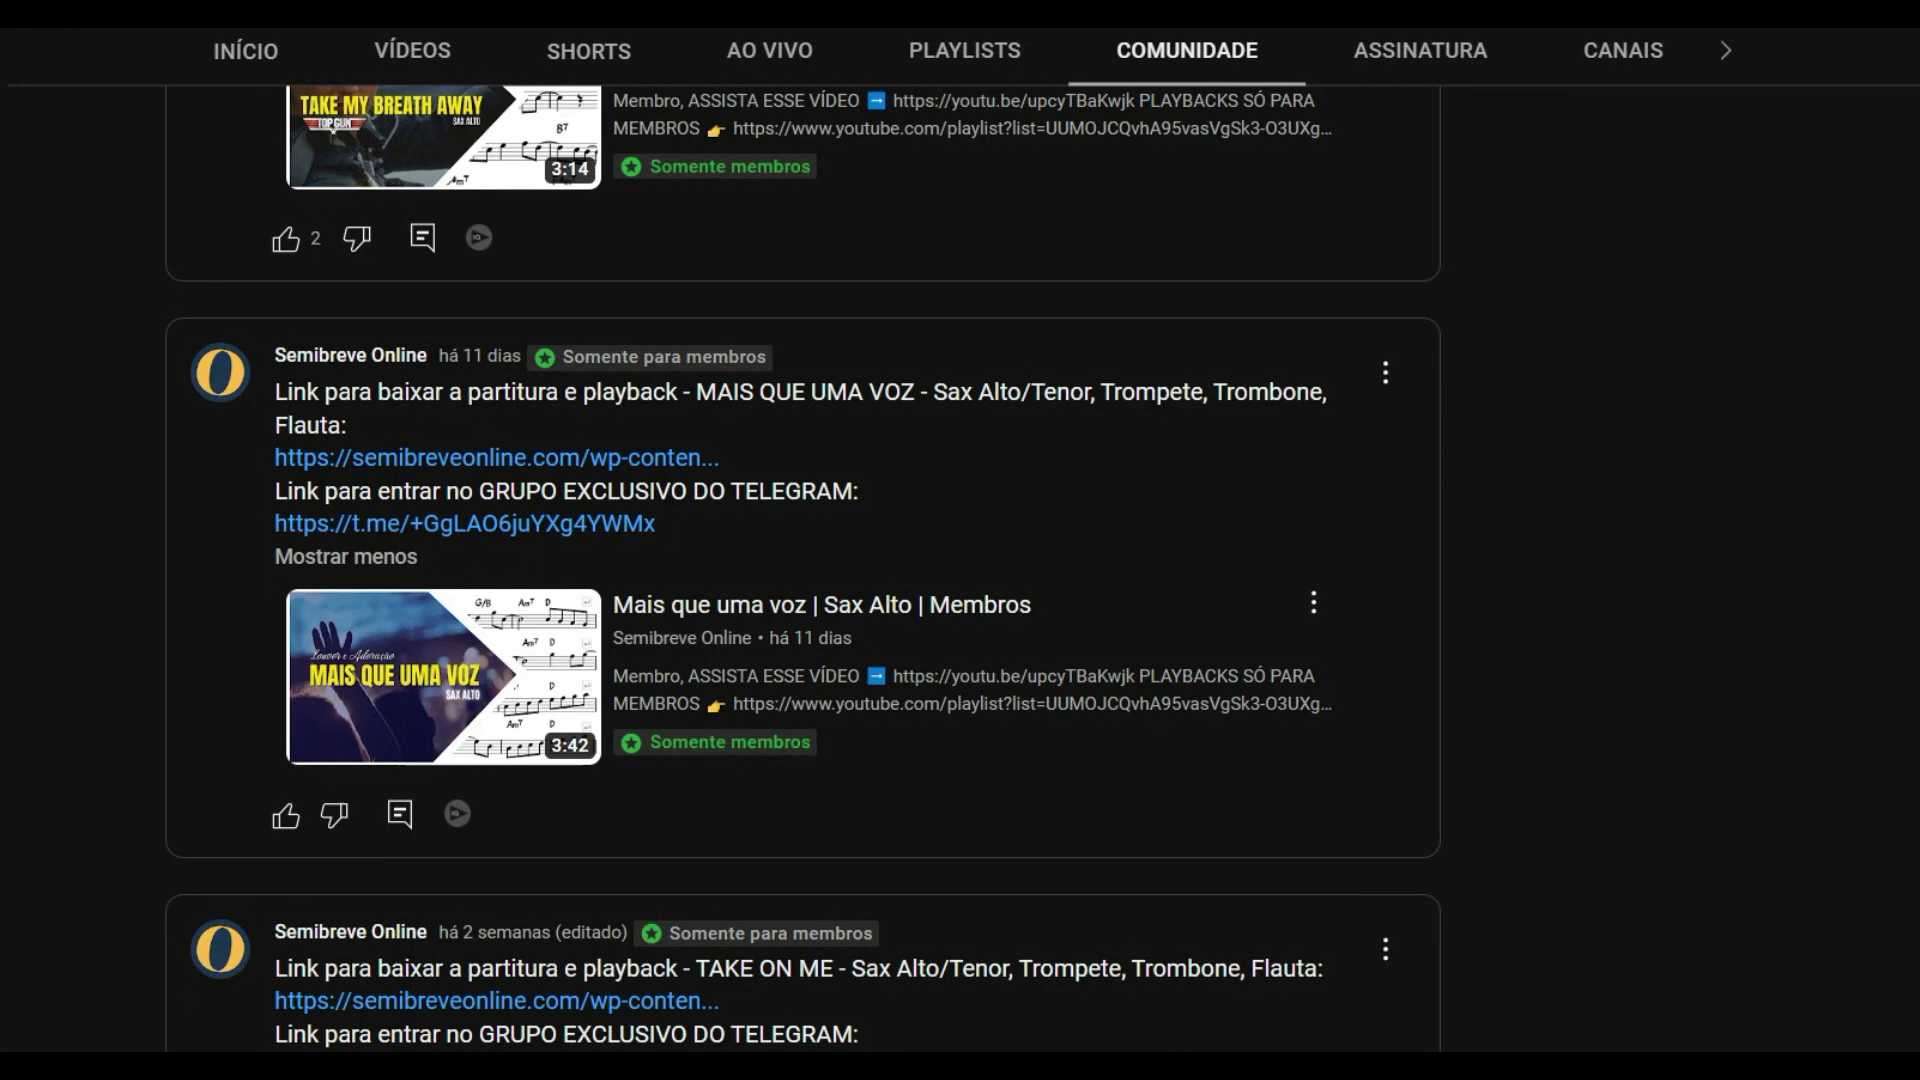 INÍCIO VÍDEOS SHORTS AO VIVO PLAYLISTS COMUNIDADE ASSINATURA CANAIS
TAKE MY BREATH AWAY
SAX ALTO
TOP GUN
B7
3:14
Membro, ASSISTA ESSE VÍDEO ➡️ https://youtu.be/upcyTBaKwjk PLAYBACKS SÓ PARA
MEMBROS 👉 https://www.youtube.com/playlist?list=UUMOJCQvhA95vasVgSk3-O3UXg...
Somente membros
2
Semibreve Online há 11 dias Somente para membros
Link para baixar a partitura e playback - MAIS QUE UMA VOZ - Sax Alto/Tenor, Trompete, Trombone,
Flauta:
https://semibreveonline.com/wp-conten...
Link para entrar no GRUPO EXCLUSIVO DO TELEGRAM:
https://t.me/+GgLAO6juYXg4YWMx
Mostrar menos
G/B Am7 D
Am7 D
D
Am7 D
Louvor e Adoração
MAIS QUE UMA VOZ
SAX ALTO
3:42
Mais que uma voz | Sax Alto | Membros
Semibreve Online • há 11 dias
Membro, ASSISTA ESSE VÍDEO ➡️ https://youtu.be/upcyTBaKwjk PLAYBACKS SÓ PARA
MEMBROS 👉 https://www.youtube.com/playlist?list=UUMOJCQvhA95vasVgSk3-O3UXg...
Somente membros
Semibreve Online há 2 semanas (editado) Somente para membros
Link para baixar a partitura e playback - TAKE ON ME - Sax Alto/Tenor, Trompete, Trombone, Flauta:
https://semibreveonline.com/wp-conten...
Link para entrar no GRUPO EXCLUSIVO DO TELEGRAM: